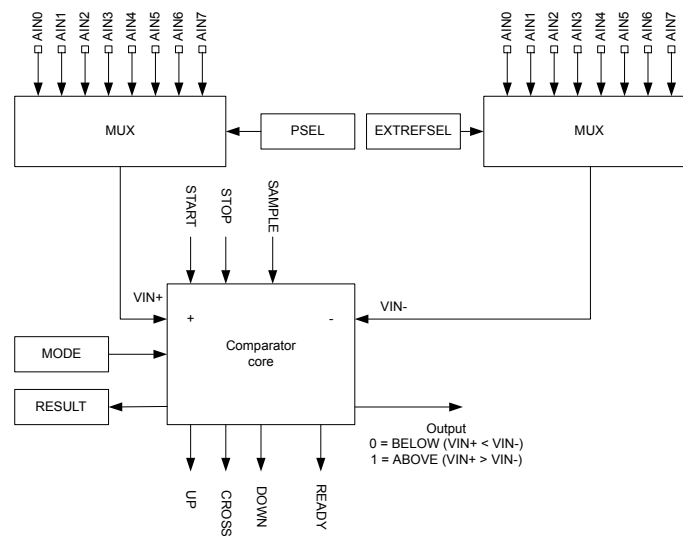 AIN0 AIN1 AIN2 AIN3 AIN4 AIN5 AIN6 AIN7
AIN0 AIN1 AIN2 AIN3 AIN4 AIN5 AIN6 AIN7
MUX
PSEL
EXTREFSEL
MUX
START
STOP
SAMPLE
VIN+
VIN-
+
-
Comparator
core
MODE
RESULT
Output
0 = BELOW (VIN+ < VIN-)
1 = ABOVE (VIN+ > VIN-)
UP
CROSS
DOWN
READY